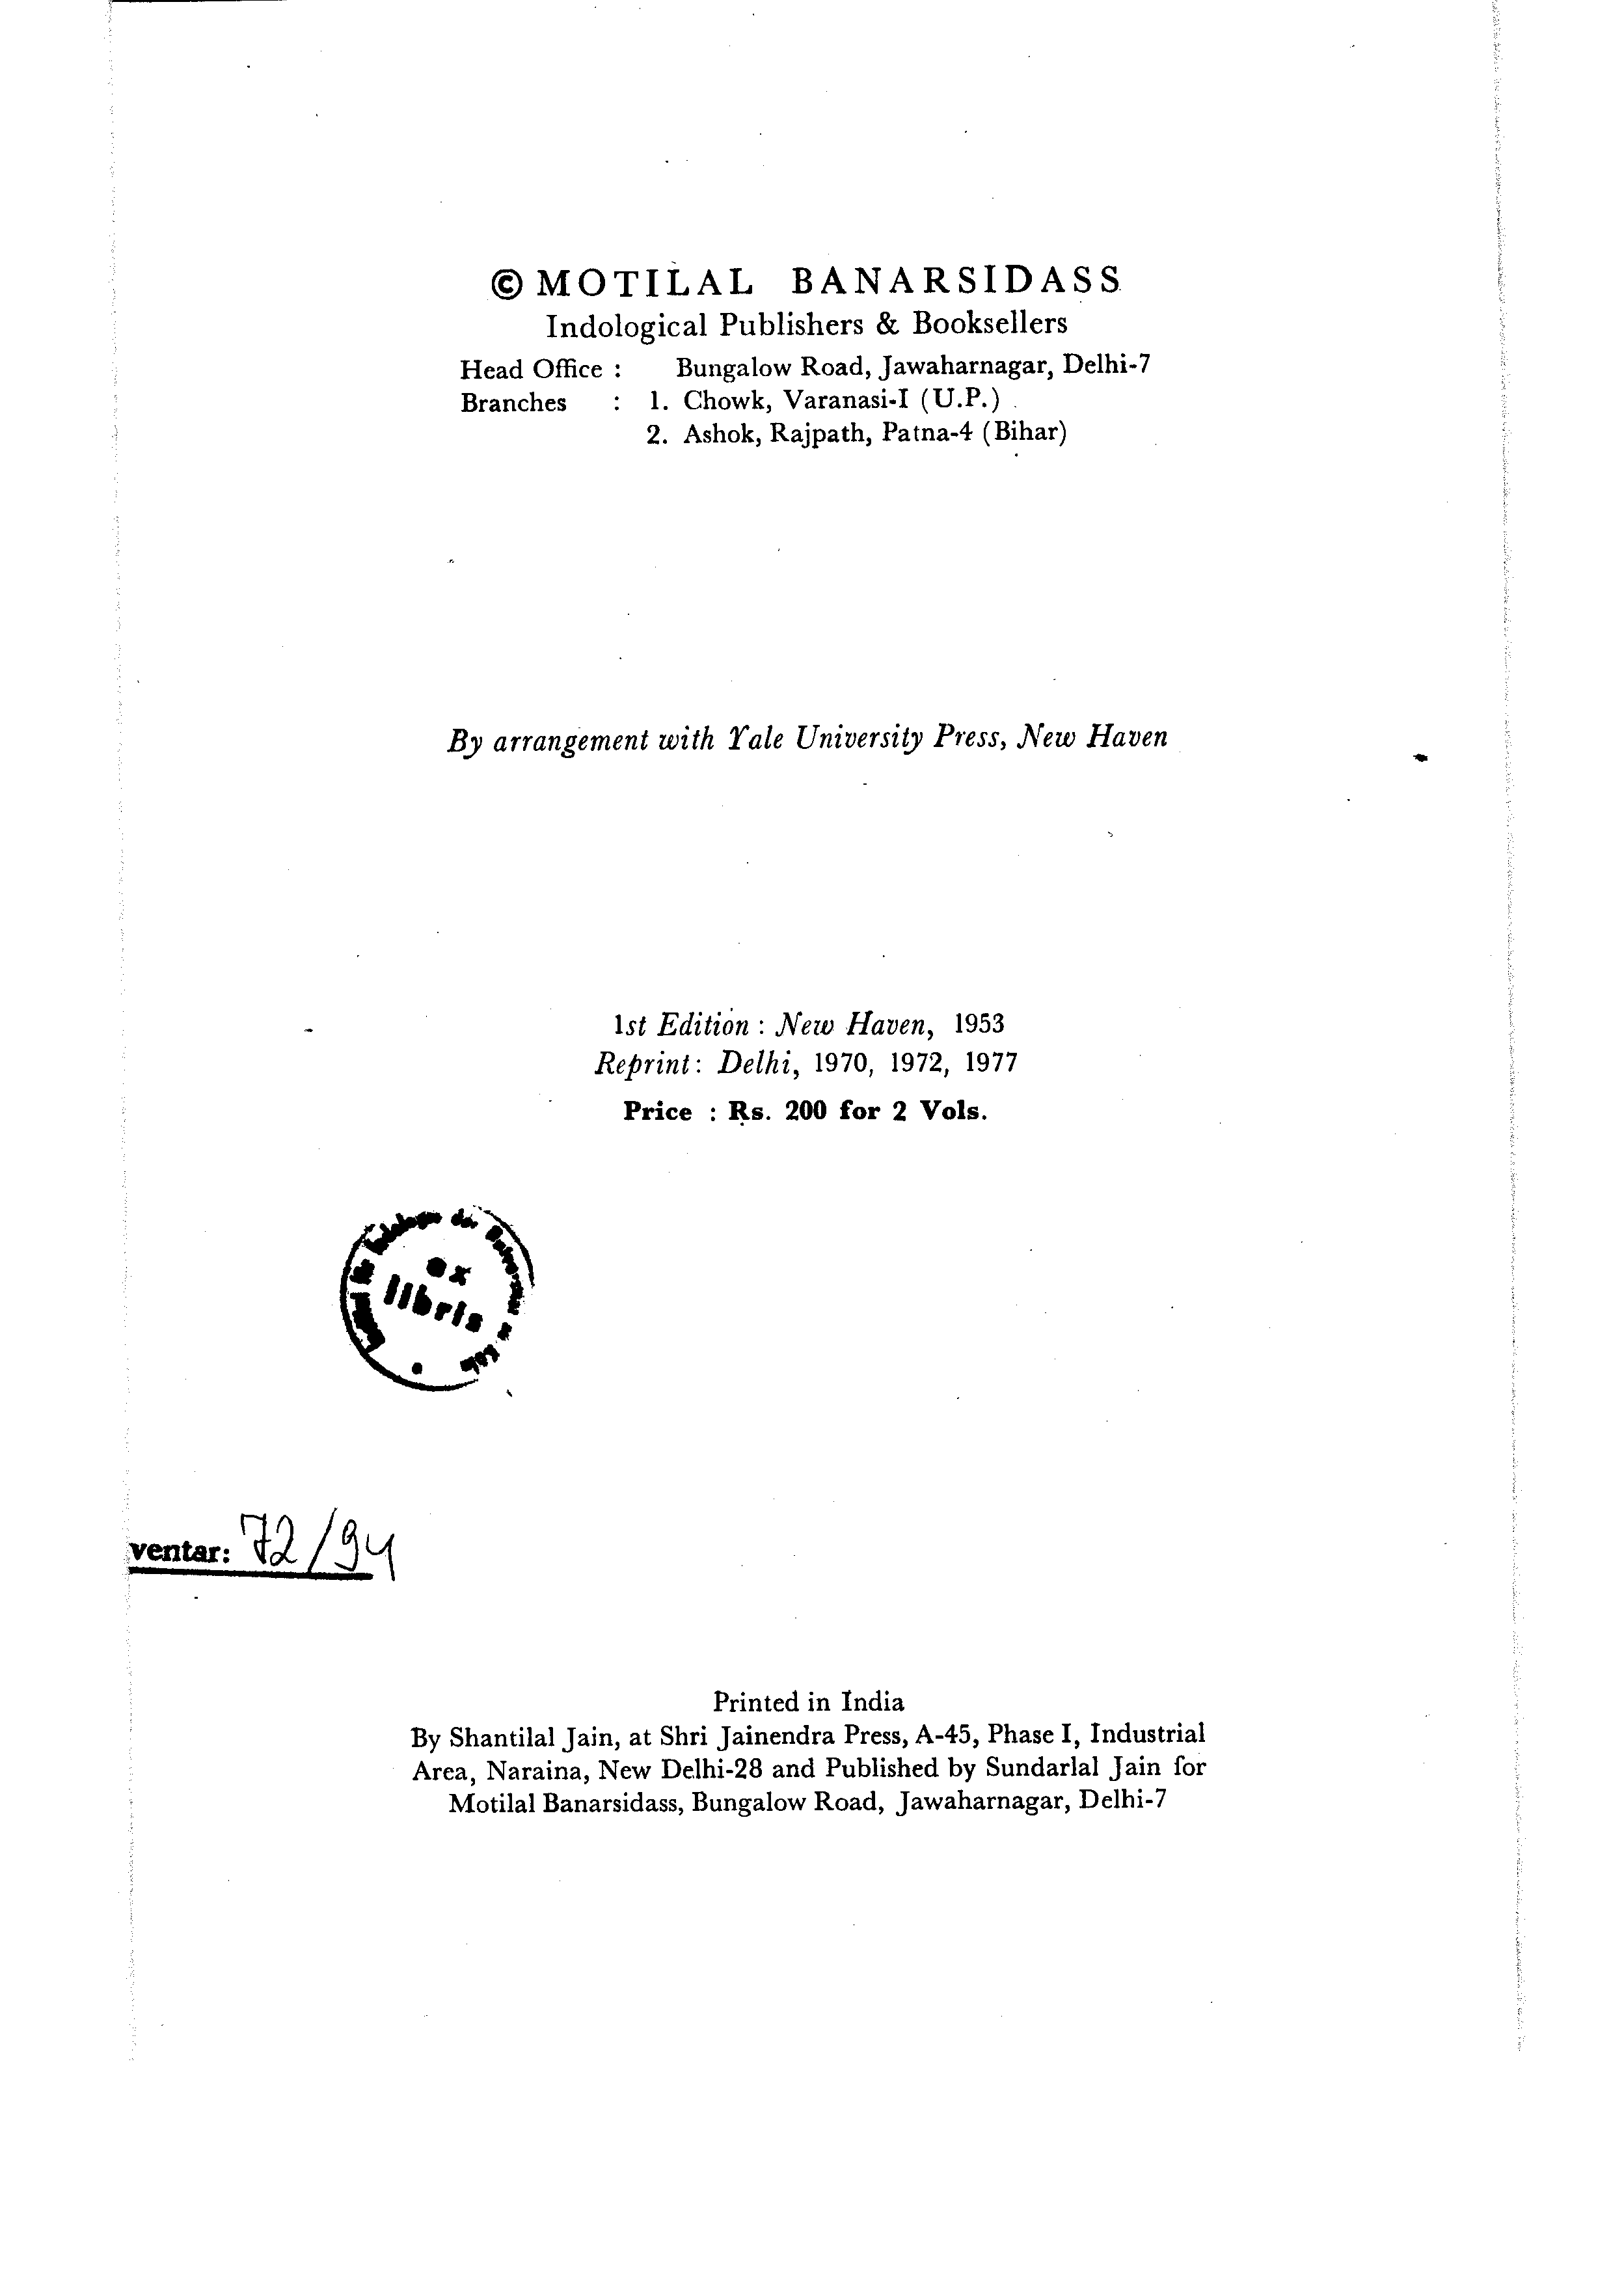 © MOTILAL BANARSIDASS
Indological Publishers & Booksellers
Head Office : Bungalow Road, Jawaharnagar, Delhi-7
Branches : 1. Chowk, Varanasi-I (U.P.)
2. Ashok, Rajpath, Patna-4 (Bihar)
By arrangement with Yale University Press, New Haven
1st Edition : New Haven, 1953
Reprint : Delhi, 1970, 1972, 1977
Price : Rs. 200 for 2 Vols.
ex
libris
ventar: 72/94
Printed in India
By Shantilal Jain, at Shri Jainendra Press, A-45, Phase I, Industrial
Area, Naraina, New Delhi-28 and Published by Sundarlal Jain for
Motilal Banarsidass, Bungalow Road, Jawaharnagar, Delhi-7